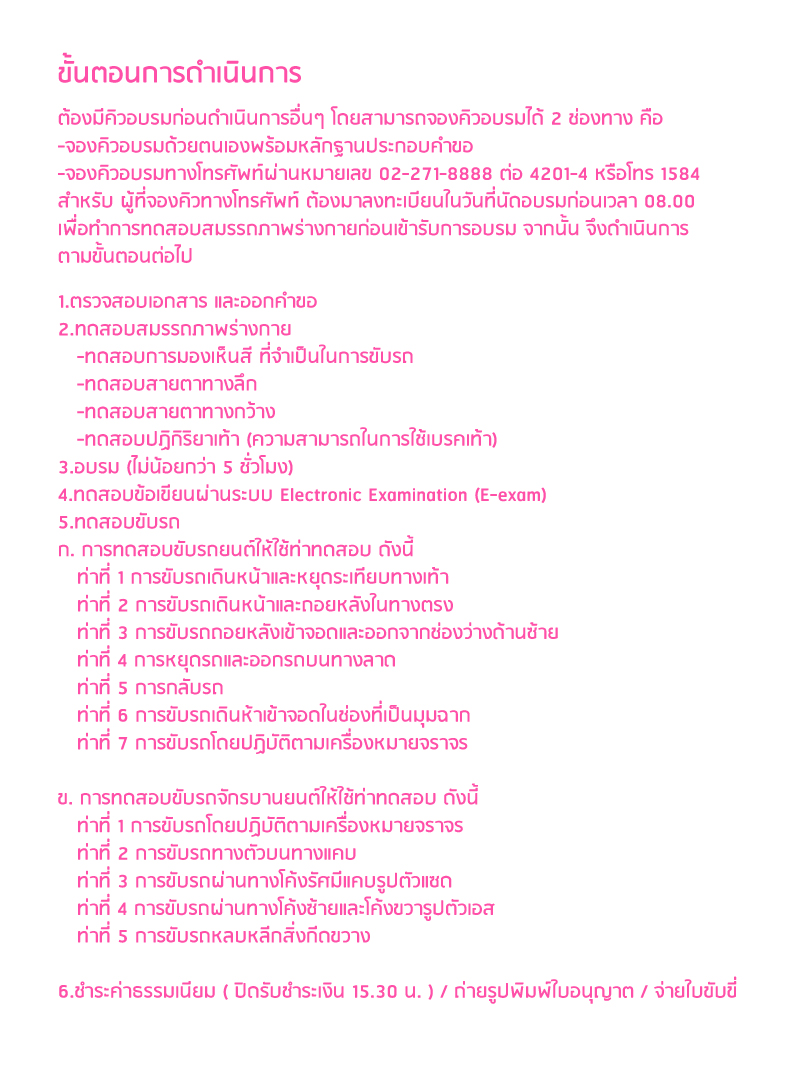 ขั้นตอนการดำเนินการ
ต้องมีคิวอบรมก่อนดำเนินการอื่นๆ โดยสามารถจองคิวอบรมได้ 2 ช่องทาง คือ
-จองคิวอบรมด้วยตนเองพร้อมหลักฐานประกอบคำขอ
-จองคิวอบรมทางโทรศัพท์ผ่านหมายเลข 02-271-8888 ต่อ 4201-4 หรือโทร 1584
สำหรับ ผู้ที่จองคิวทางโทรศัพท์ ต้องมาลงทะเบียนในวันที่นัดอบรมก่อนเวลา 08.00
เพื่อทำการทดสอบสมรรถภาพร่างกายก่อนเข้ารับการอบรม จากนั้น จึงดำเนินการ
ตามขั้นตอนต่อไป
1.ตรวจสอบเอกสาร และออกคำขอ
2.ทดสอบสมรรถภาพร่างกาย
-ทดสอบการมองเห็นสี ที่จำเป็นในการขับรถ
-ทดสอบสายตาทางลึก
-ทดสอบสายตาทางกว้าง
-ทดสอบปฏิกิริยาเท้า (ความสามารถในการใช้เบรคเท้า)
3.อบรม (ไม่น้อยกว่า 5 ชั่วโมง)
4.ทดสอบข้อเขียนผ่านระบบ Electronic Examination (E-exam)
5.ทดสอบขับรถ
ก. การทดสอบขับรถยนต์ให้ใช้ท่าทดสอบ ดังนี้
ท่าที่ 1 การขับรถเดินหน้าและหยุดระเทียบทางเท้า
ท่าที่ 2 การขับรถเดินหน้าและถอยหลังในทางตรง
ท่าที่ 3 การขับรถถอยหลังเข้าจอดและออกจากช่องว่างด้านซ้าย
ท่าที่ 4 การหยุดรถและออกรถบนทางลาด
ท่าที่ 5 การกลับรถ
ท่าที่ 6 การขับรถเดินห้าเข้าจอดในช่องที่เป็นมุมฉาก
ท่าที่ 7 การขับรถโดยปฏิบัติตามเครื่องหมายจราจร
ข. การทดสอบขับรถจักรบานยนต์ให้ใช้ท่าทดสอบ ดังนี้
ท่าที่ 1 การขับรถโดยปฏิบัติตามเครื่องหมายจราจร
ท่าที่ 2 การขับรถทางตัวบนทางแคบ
ท่าที่ 3 การขับรถผ่านทางโค้งรัศมีแคบรูปตัวแซด
ท่าที่ 4 การขับรถผ่านทางโค้งซ้ายและโค้งขวารูปตัวเอส
ท่าที่ 5 การขับรถหลบหลีกสิ่งกีดขวาง
6.ชำระค่าธรรมเนียม ( ปิดรับชำระเงิน 15.30 น. ) / ถ่ายรูปพิมพ์ใบอนุญาต / จ่ายใบขับขี่